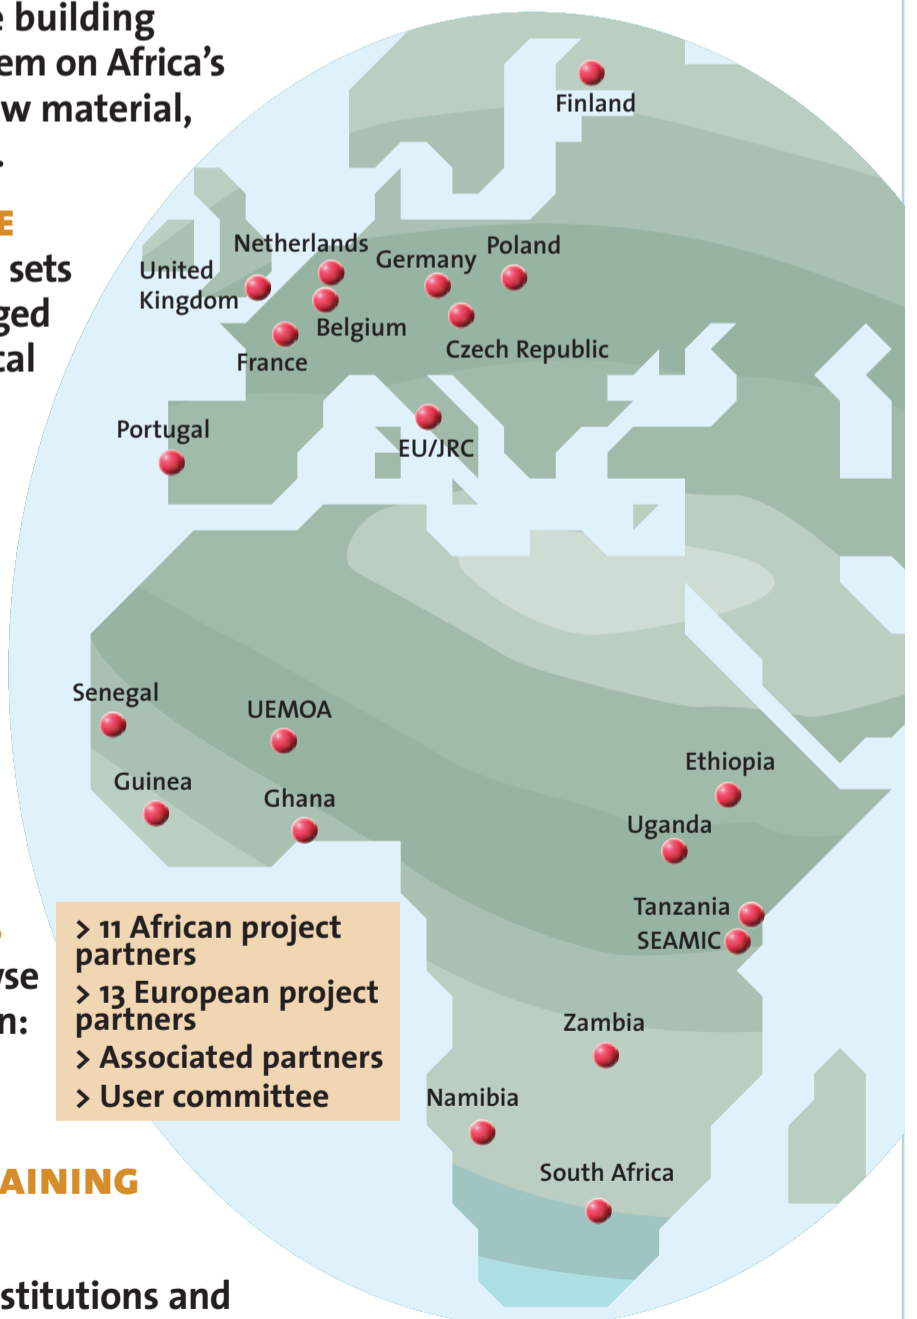 building
em on Africa's
w material,
.
E
sets
ged
cal
Finland
Netherlands
Germany
Poland
United
Kingdom
Belgium
Czech Republic
France
Portugal
EU/JRC
Senegal
UEMOA
Guinea
Ghana
Ethiopia
Uganda
Tanzania
SEAMIC
Zambia
Namibia
South Africa
> 11 African project
partners
> 13 European project
partners
> Associated partners
> User committee
yse
n:
AINING
stitutions and